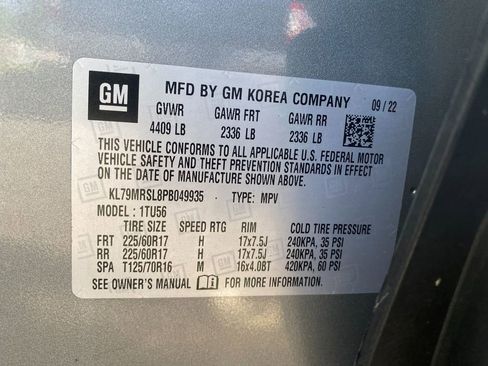 GM
MFD BY GM KOREA COMPANY 09/22
GVWR GAWR FRT GAWR RR
4409 LB 2336 LB 2336 LB
THIS VEHICLE CONFORMS TO ALL APPLICABLE U.S. FEDERAL MOTOR
VEHICLE SAFETY AND THEFT PREVENTION STANDARDS IN EFFECT
ON THE DATE OF MANUFACTURE SHOWN ABOVE.
KL79MRSL8PB049935 TYPE: MPV
MODEL : 1TU56
TIRE SIZE SPEED RTG RIM COLD TIRE PRESSURE
FRT 225/60R17 H 17x7.5J 240KPA, 35 PSI
RR 225/60R17 H 17x7.5J 240KPA, 35 PSI
SPA T125/70R16 M 16x4.0BT 420KPA, 60 PSI
SEE OWNER'S MANUAL i FOR MORE INFORMATION.